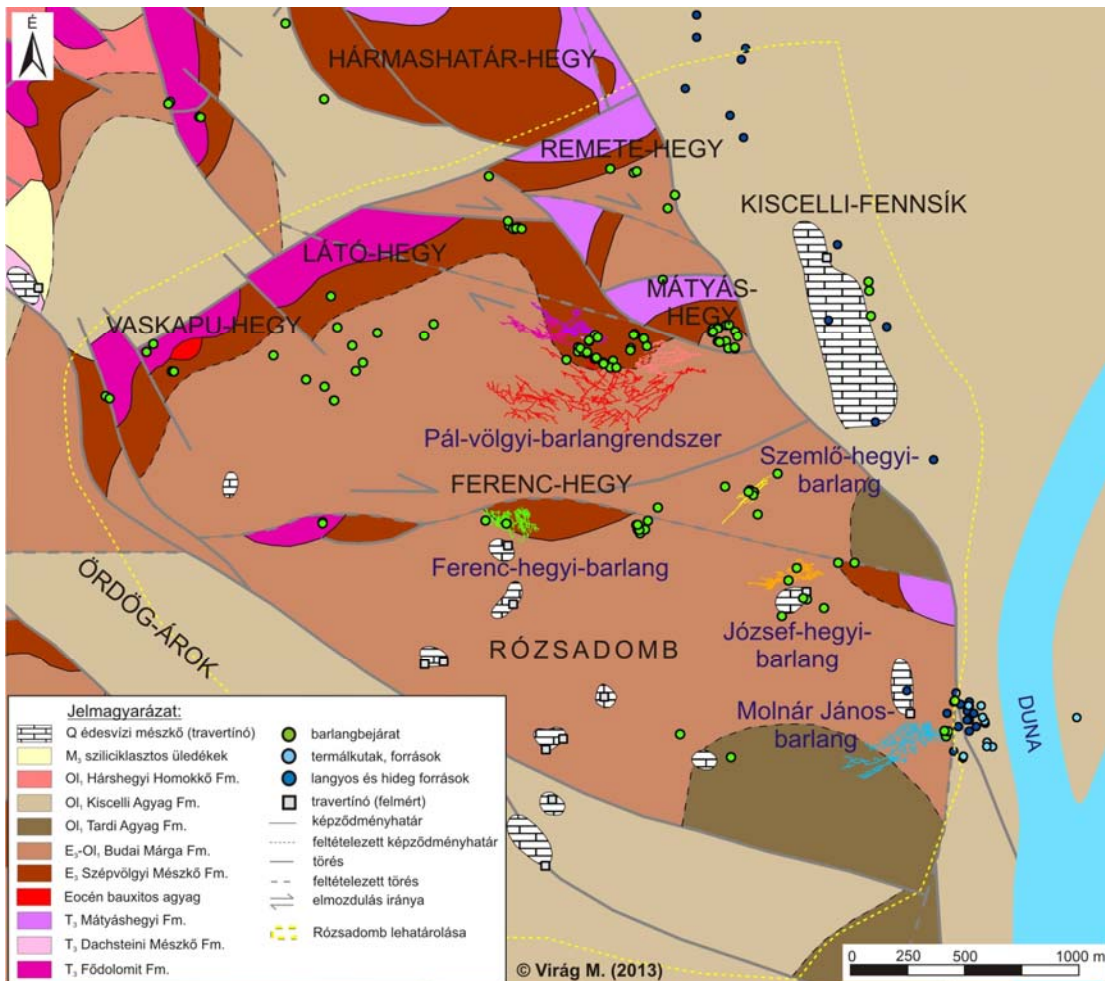 É
HÁRMASHATÁR-HEGY
REMETE-HEGY
KISCELLI-FENNSÍK
LÁTÓ-HEGY
MÁTYÁS-
HEGY
VASKAPU-HEGY
Pál-völgyi-barlangrendszer
Szemlő-hegyi-
barlang
FERENC-HEGY
Ferenc-hegyi-barlang
ÖRDÖG-ÁROK
József-hegyi-
barlang
RÓZSADOMB
Molnár János-
barlang
DUNA
Jelmagyarázat:
Q édesvízi mészkő (travertínó)
M₃ sziliciklasztos üledékek
Ol₁ Hárshegyi Homokkő Fm.
Ol₁ Kiscelli Agyag Fm.
Ol₁ Tardi Agyag Fm.
E₃-Ol₁ Budai Márga Fm.
E₃ Szépvölgyi Mészkő Fm.
Eocén bauxitos agyag
T₃ Mátyáshegyi Fm.
T₃ Dachsteini Mészkő Fm.
T₃ Fődolomit Fm.
barlangbejárat
termálkutak, források
langyos és hideg források
travertínó (felmért)
képződményhatár
feltételezett képződményhatár
törés
feltételezett törés
elmozdulás iránya
Rózsadomb lehatárolása
© Virág M. (2013)
0 250 500 1000 m